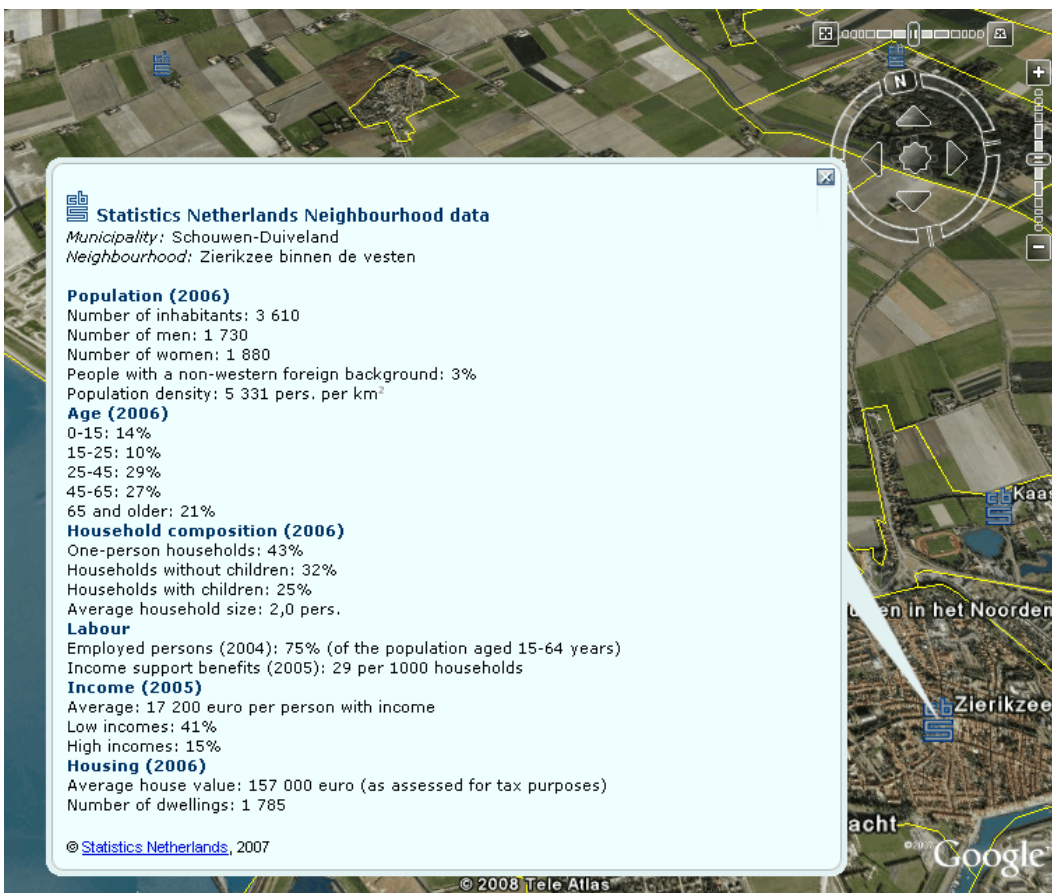 N
cb
Statistics Netherlands Neighbourhood data
Municipality: Schouwen-Duiveland
Neighbourhood: Zierikzee binnen de vesten
Population (2006)
Number of inhabitants: 3 610
Number of men: 1 730
Number of women: 1 880
People with a non-western foreign background: 3%
Population density: 5 331 pers. per km²
Age (2006)
0-15: 14%
15-25: 10%
25-45: 29%
45-65: 27%
65 and older: 21%
Household composition (2006)
One-person households: 43%
Households without children: 32%
Households with children: 25%
Average household size: 2,0 pers.
Labour
Employed persons (2004): 75% (of the population aged 15-64 years)
Income support benefits (2005): 29 per 1000 households
Income (2005)
Average: 17 200 euro per person with income
Low incomes: 41%
High incomes: 15%
Housing (2006)
Average house value: 157 000 euro (as assessed for tax purposes)
Number of dwellings: 1 785
© Statistics Netherlands, 2007
Kaas
en in het Noorden
Zierikzee
acht
©2007 Google
© 2008 Tele Atlas